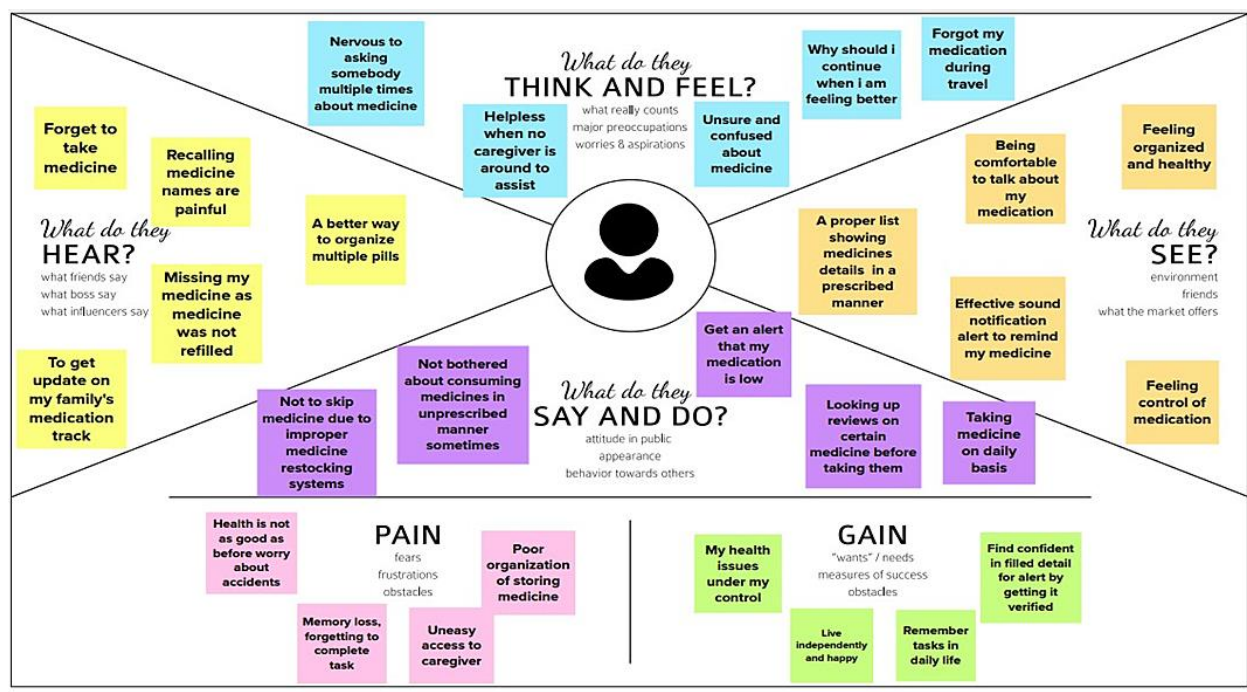 What do they
THINK AND FEEL?
what really counts
major preocuppations
worries & aspirations
Nervous to
asking
somebody
multiple times
about medicine
Helpless
when no
caregiver is
around to
assist
Unsure and
confused
about
medicine
Why should i
continue
when i am
feeling better
Forgot my
medication
during
travel
What do they
HEAR?
what friends say
what boss say
what influencers say
Forget to
take
medicine
Recalling
medicine
names are
painful
A better way
to organize
multiple pills
Missing my
medicine as
medicine
was not
refilled
To get
update on
my family's
medication
track
What do they
SEE?
environment
friends
what the market offers
Being
comfortable
to talk about
my
medication
Feeling
organized
and healthy
A proper list
showing
medicines
details in a
prescribed
manner
Effective sound
notification
alert to remind
my medicine
Feeling
control of
medication
What do they
SAY AND DO?
attitude in public
appearance
behavior towards others
Not to skip
medicine due to
improper
medicine
restocking
systems
Not bothered
about consuming
medicines in
unprescribed
manner
sometimes
Get an alert
that my
medication
is low
Looking up
reviews on
certain
medicine before
taking them
Taking
medicine
on daily
basis
PAIN
fears
frustrations
obstacles
Health is not
as good as
before worry
about
accidents
Memory loss,
forgetting to
complete
task
Uneasy
access to
caregiver
Poor
organization
of storing
medicine
GAIN
"wants" / needs
measures of success
obstacles
My health
issues
under my
control
Live
independently
and happy
Remember
tasks in
daily life
Find confident
in filled detail
for alert by
getting it
verified